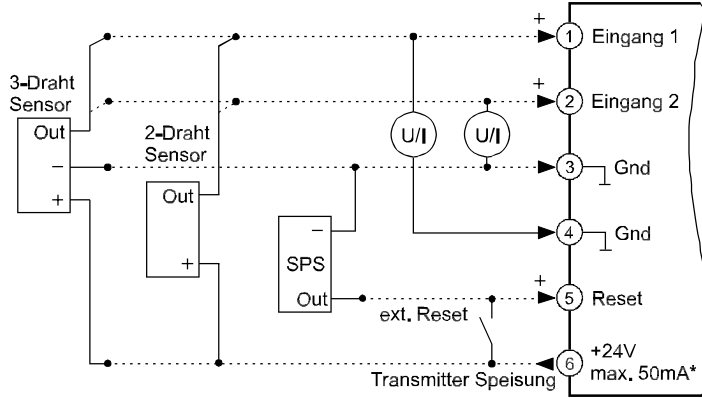 +
1 Eingang 1
3-Draht
Sensor
+
2 Eingang 2
Out
2-Draht
Sensor
U/I
U/I
–
3 Gnd
+
Out
–
4 Gnd
+
SPS
+
Out
5 Reset
ext. Reset
+24V
6
max. 50mA*
Transmitter Speisung